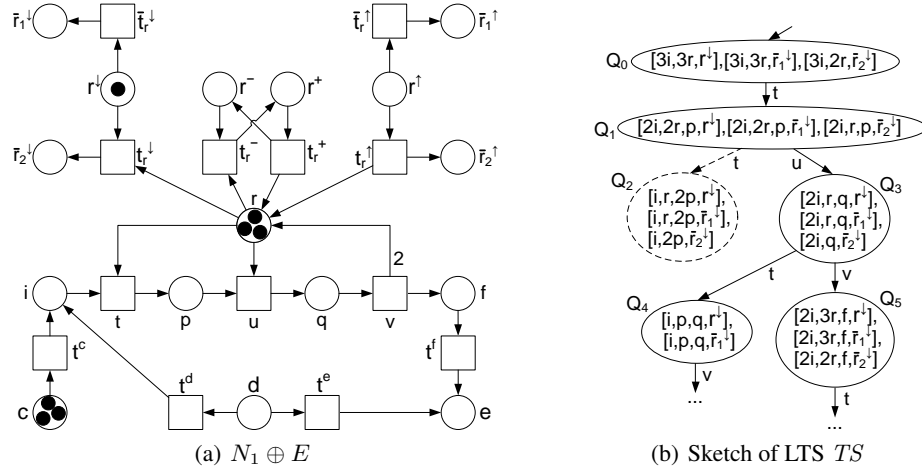 r̄₁↓ t̄ᵣ↓ t̄ᵣ↑ r̄₁↑
r↓ r⁻ r⁺ r↑
r̄₂↓ tᵣ↓ tᵣ⁻ tᵣ⁺ tᵣ↑ r̄₂↑
r
2
i t p u q v f
tᶜ tᶠ
tᵈ d tᵉ
c e
(a) N₁ ⊕ E
Q₀ [3i,3r,r↓],[3i,3r,r̄₁↓],[3i,2r,r̄₂↓]
t
Q₁ [2i,2r,p,r↓],[2i,2r,p,r̄₁↓],[2i,r,p,r̄₂↓]
t u
Q₂ Q₃
[i,r,2p,r↓],
[i,r,2p,r̄₁↓],
[i,2p,r̄₂↓]
[2i,r,q,r↓],
[2i,r,q,r̄₁↓],
[2i,q,r̄₂↓]
t v
Q₄ Q₅
[i,p,q,r↓],
[i,p,q,r̄₁↓]
[2i,3r,f,r↓],
[2i,3r,f,r̄₁↓],
[2i,2r,f,r̄₂↓]
v t
... ...
(b) Sketch of LTS TS